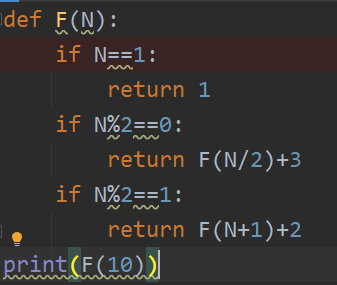 def F(N):
    if N==1:
        return 1
    if N%2==0:
        return F(N/2)+3
    if N%2==1:
        return F(N+1)+2
print(F(10))